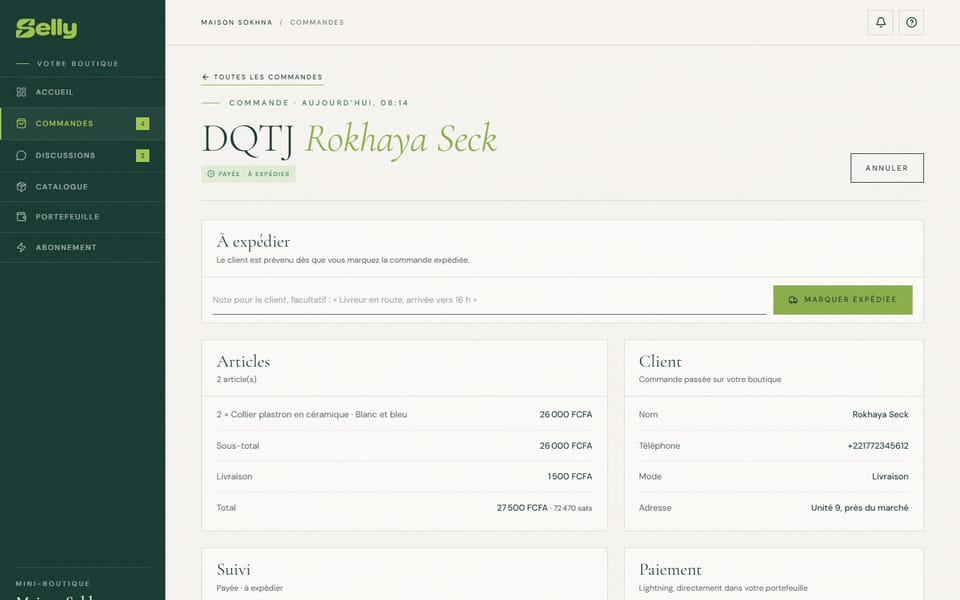 Selly
VOTRE BOUTIQUE
ACCUEIL
COMMANDES 4
DISCUSSIONS 3
CATALOGUE
PORTEFEUILLE
ABONNEMENT
MINI-BOUTIQUE
MAISON SOKHNA / COMMANDES
← TOUTES LES COMMANDES
COMMANDE · AUJOURD'HUI, 08:14
DQTJ Rokhaya Seck
PAYÉE · À EXPÉDIER
ANNULER
À expédier
Le client est prévenu dès que vous marquez la commande expédiée.
Note pour le client, facultatif : « Livreur en route, arrivée vers 16 h »
MARQUER EXPÉDIÉE
Articles
2 article(s)
2 × Collier plastron en céramique · Blanc et bleu 26 000 FCFA
Sous-total 26 000 FCFA
Livraison 1 500 FCFA
Total 27 500 FCFA · 72 470 sats
Client
Commande passée sur votre boutique
Nom Rokhaya Seck
Téléphone +221772345612
Mode Livraison
Adresse Unité 9, près du marché
Suivi
Payée · à expédier
Paiement
Lightning, directement dans votre portefeuille